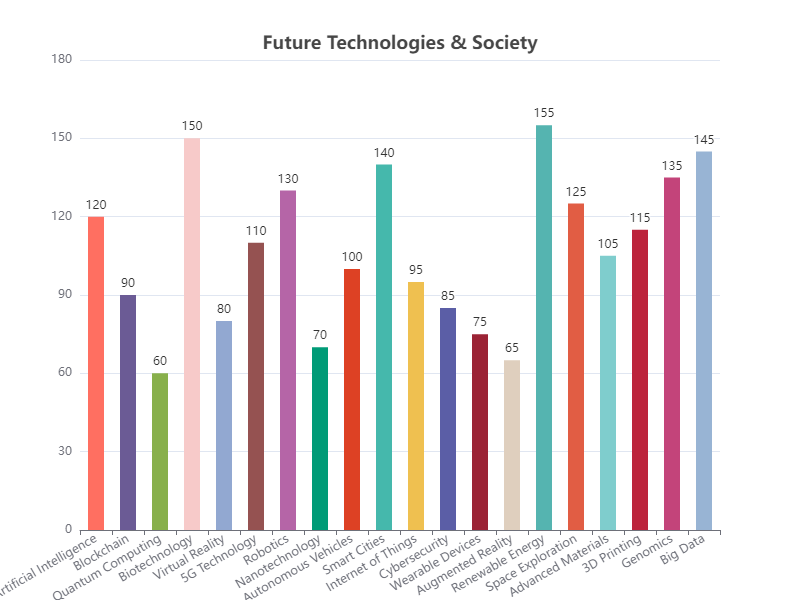 Future Technologies & Society
180
150
120
90
60
30
0
120
90
60
150
80
110
130
70
100
140
95
85
75
65
155
125
105
115
135
145
Artificial Intelligence
Blockchain
Quantum Computing
Biotechnology
Virtual Reality
5G Technology
Robotics
Nanotechnology
Autonomous Vehicles
Smart Cities
Internet of Things
Cybersecurity
Wearable Devices
Augmented Reality
Renewable Energy
Space Exploration
Advanced Materials
3D Printing
Genomics
Big Data